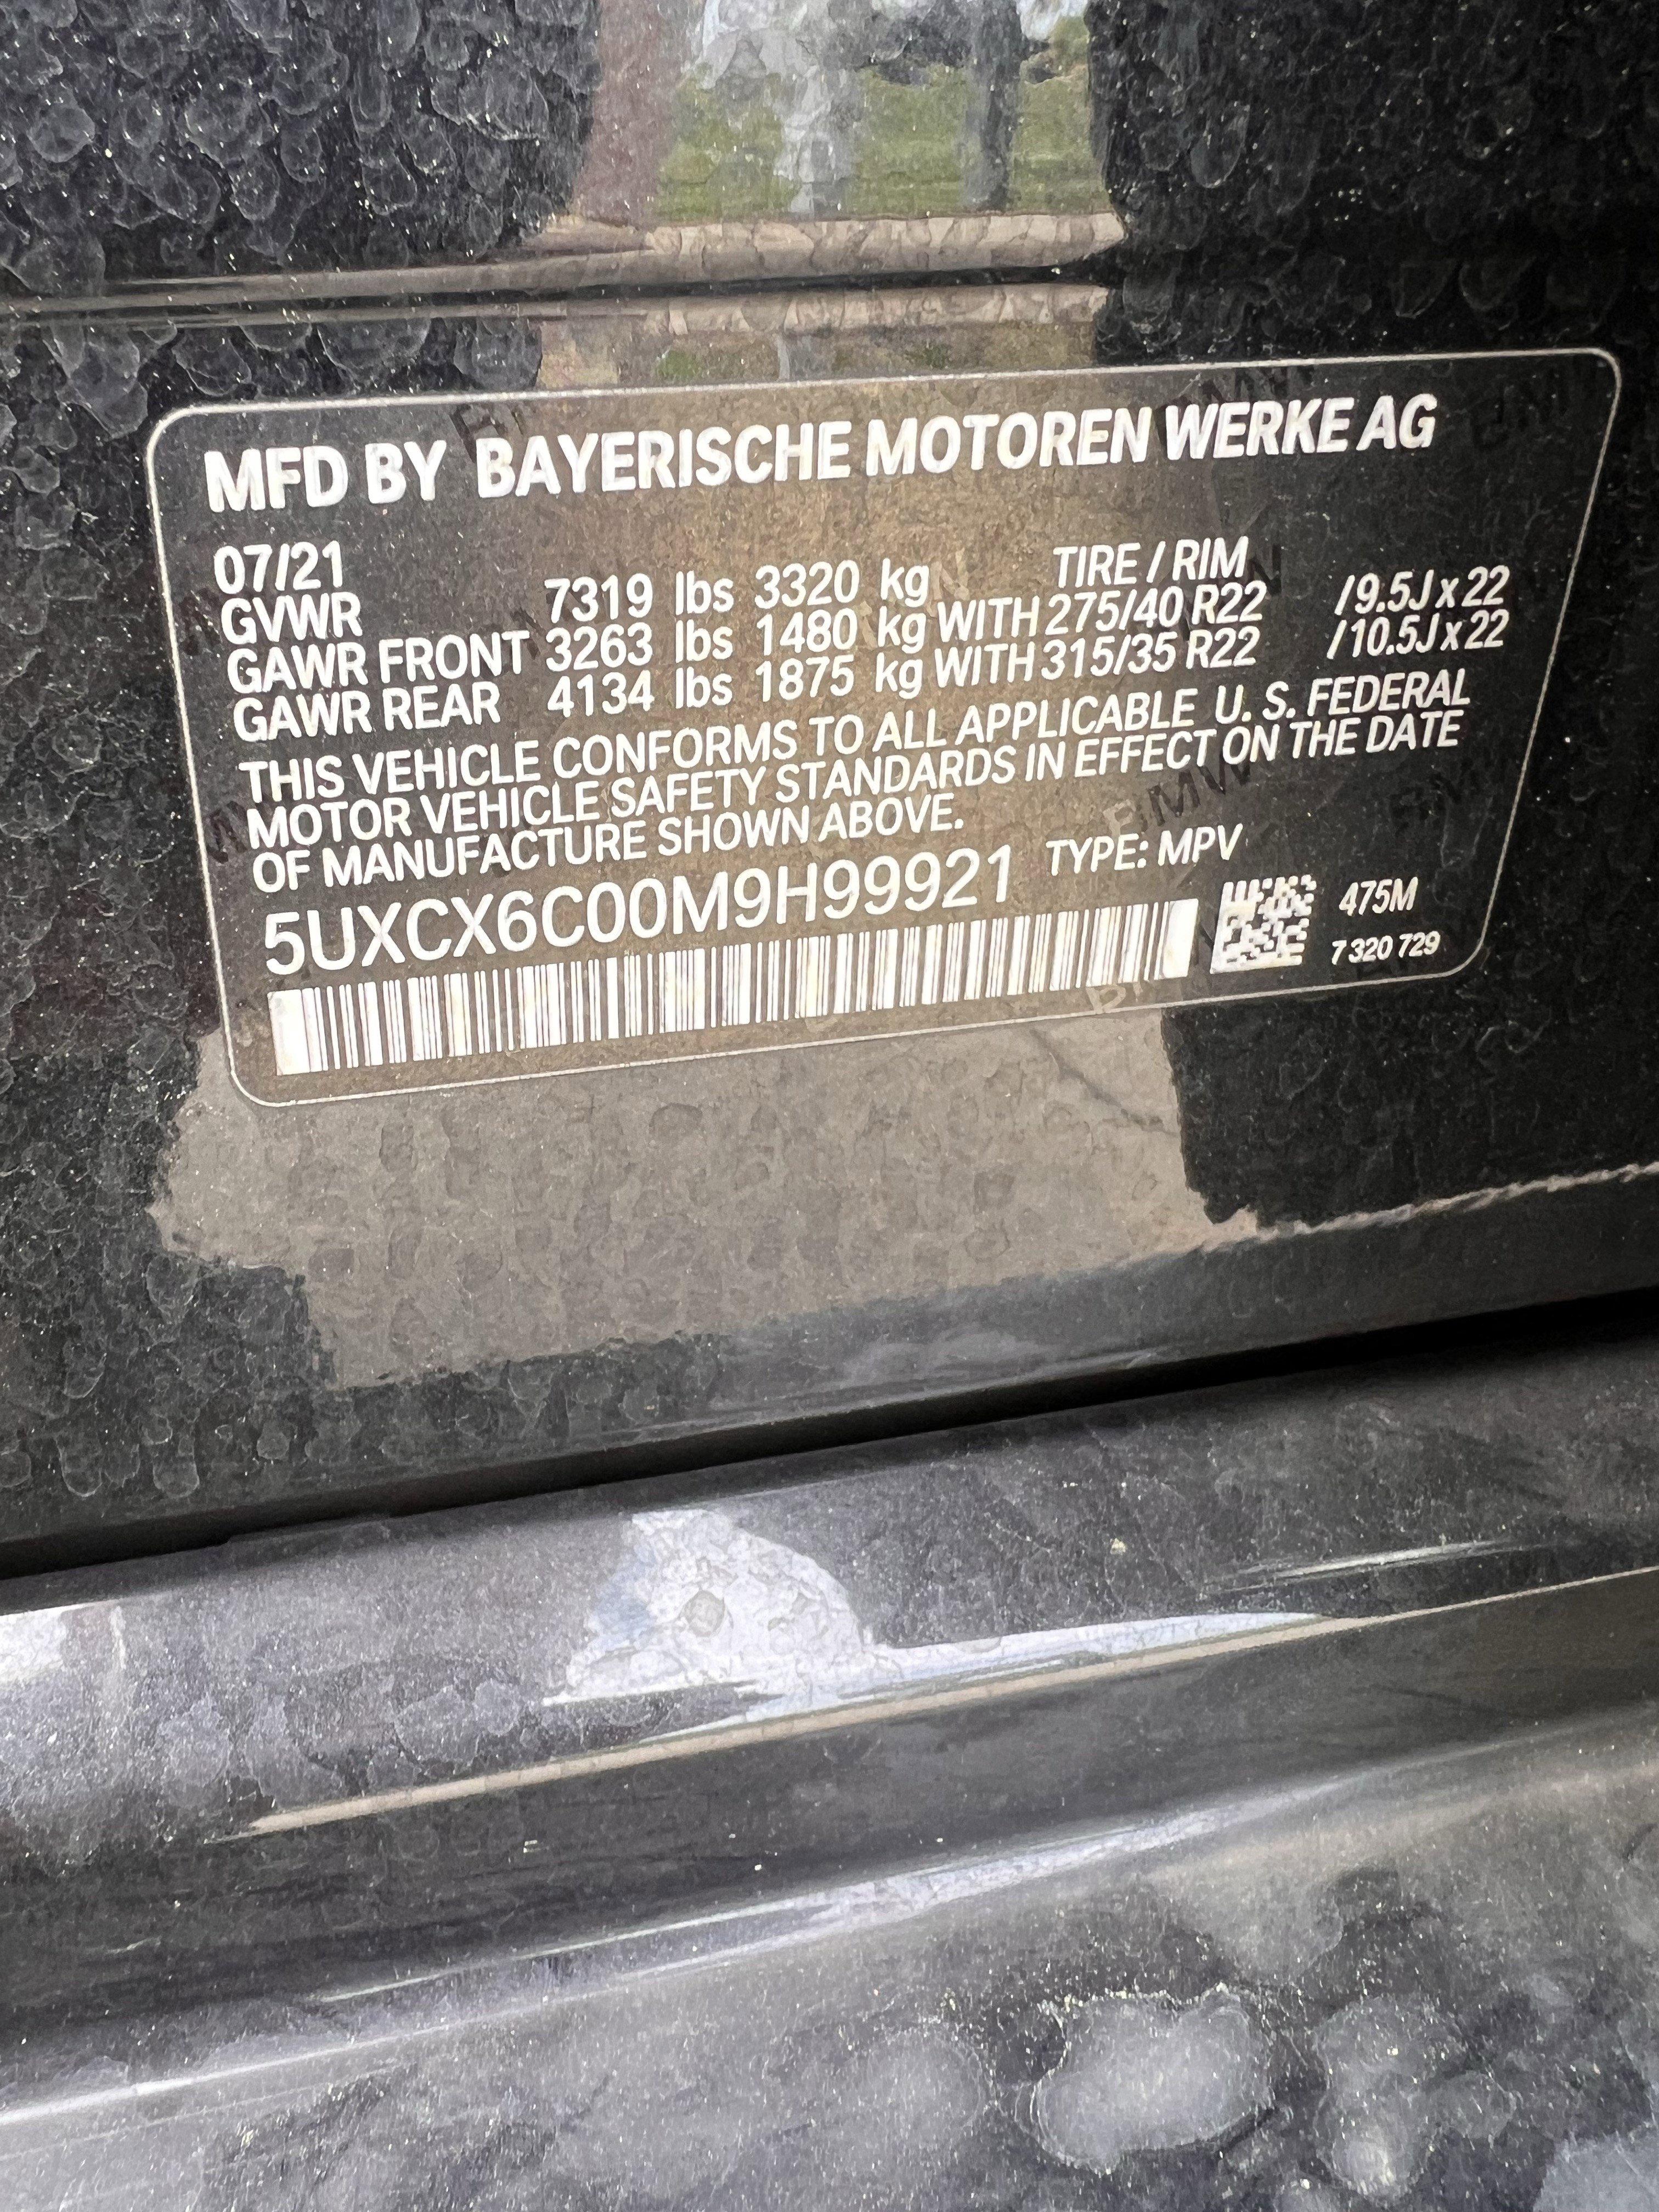 MFD BY BAYERISCHE MOTOREN WERKE AG
07/21 TIRE / RIM
GVWR 7319 lbs 3320 kg
GAWR FRONT 3263 lbs 1480 kg WITH 275/40 R22 /9.5J x 22
GAWR REAR 4134 lbs 1875 kg WITH 315/35 R22 /10.5J x 22
THIS VEHICLE CONFORMS TO ALL APPLICABLE U. S. FEDERAL
MOTOR VEHICLE SAFETY STANDARDS IN EFFECT ON THE DATE
OF MANUFACTURE SHOWN ABOVE.
5UXCX6C00M9H99921 TYPE: MPV
475M
7 320 729